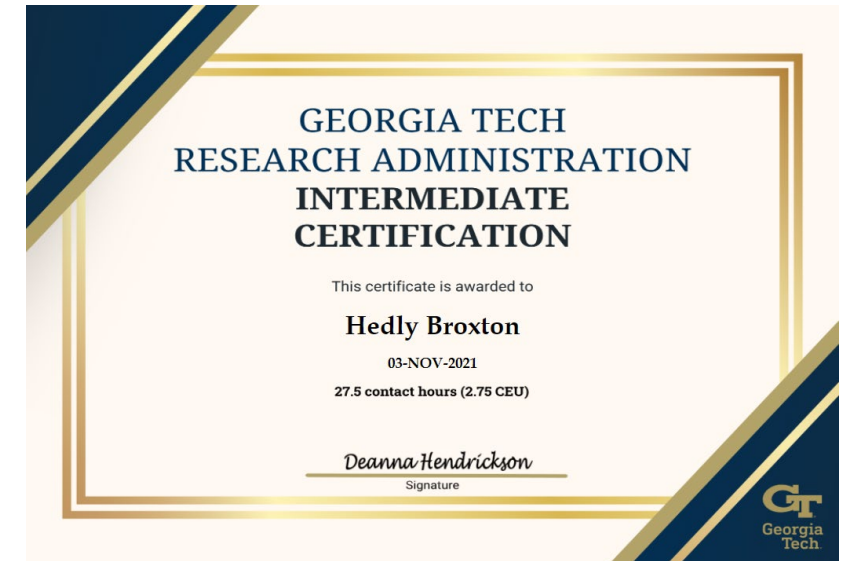 GEORGIA TECH
RESEARCH ADMINISTRATION
INTERMEDIATE
CERTIFICATION
This certificate is awarded to
Hedly Broxton
03-NOV-2021
27.5 contact hours (2.75 CEU)
Deanna Hendrickson
Signature
GT
Georgia
Tech